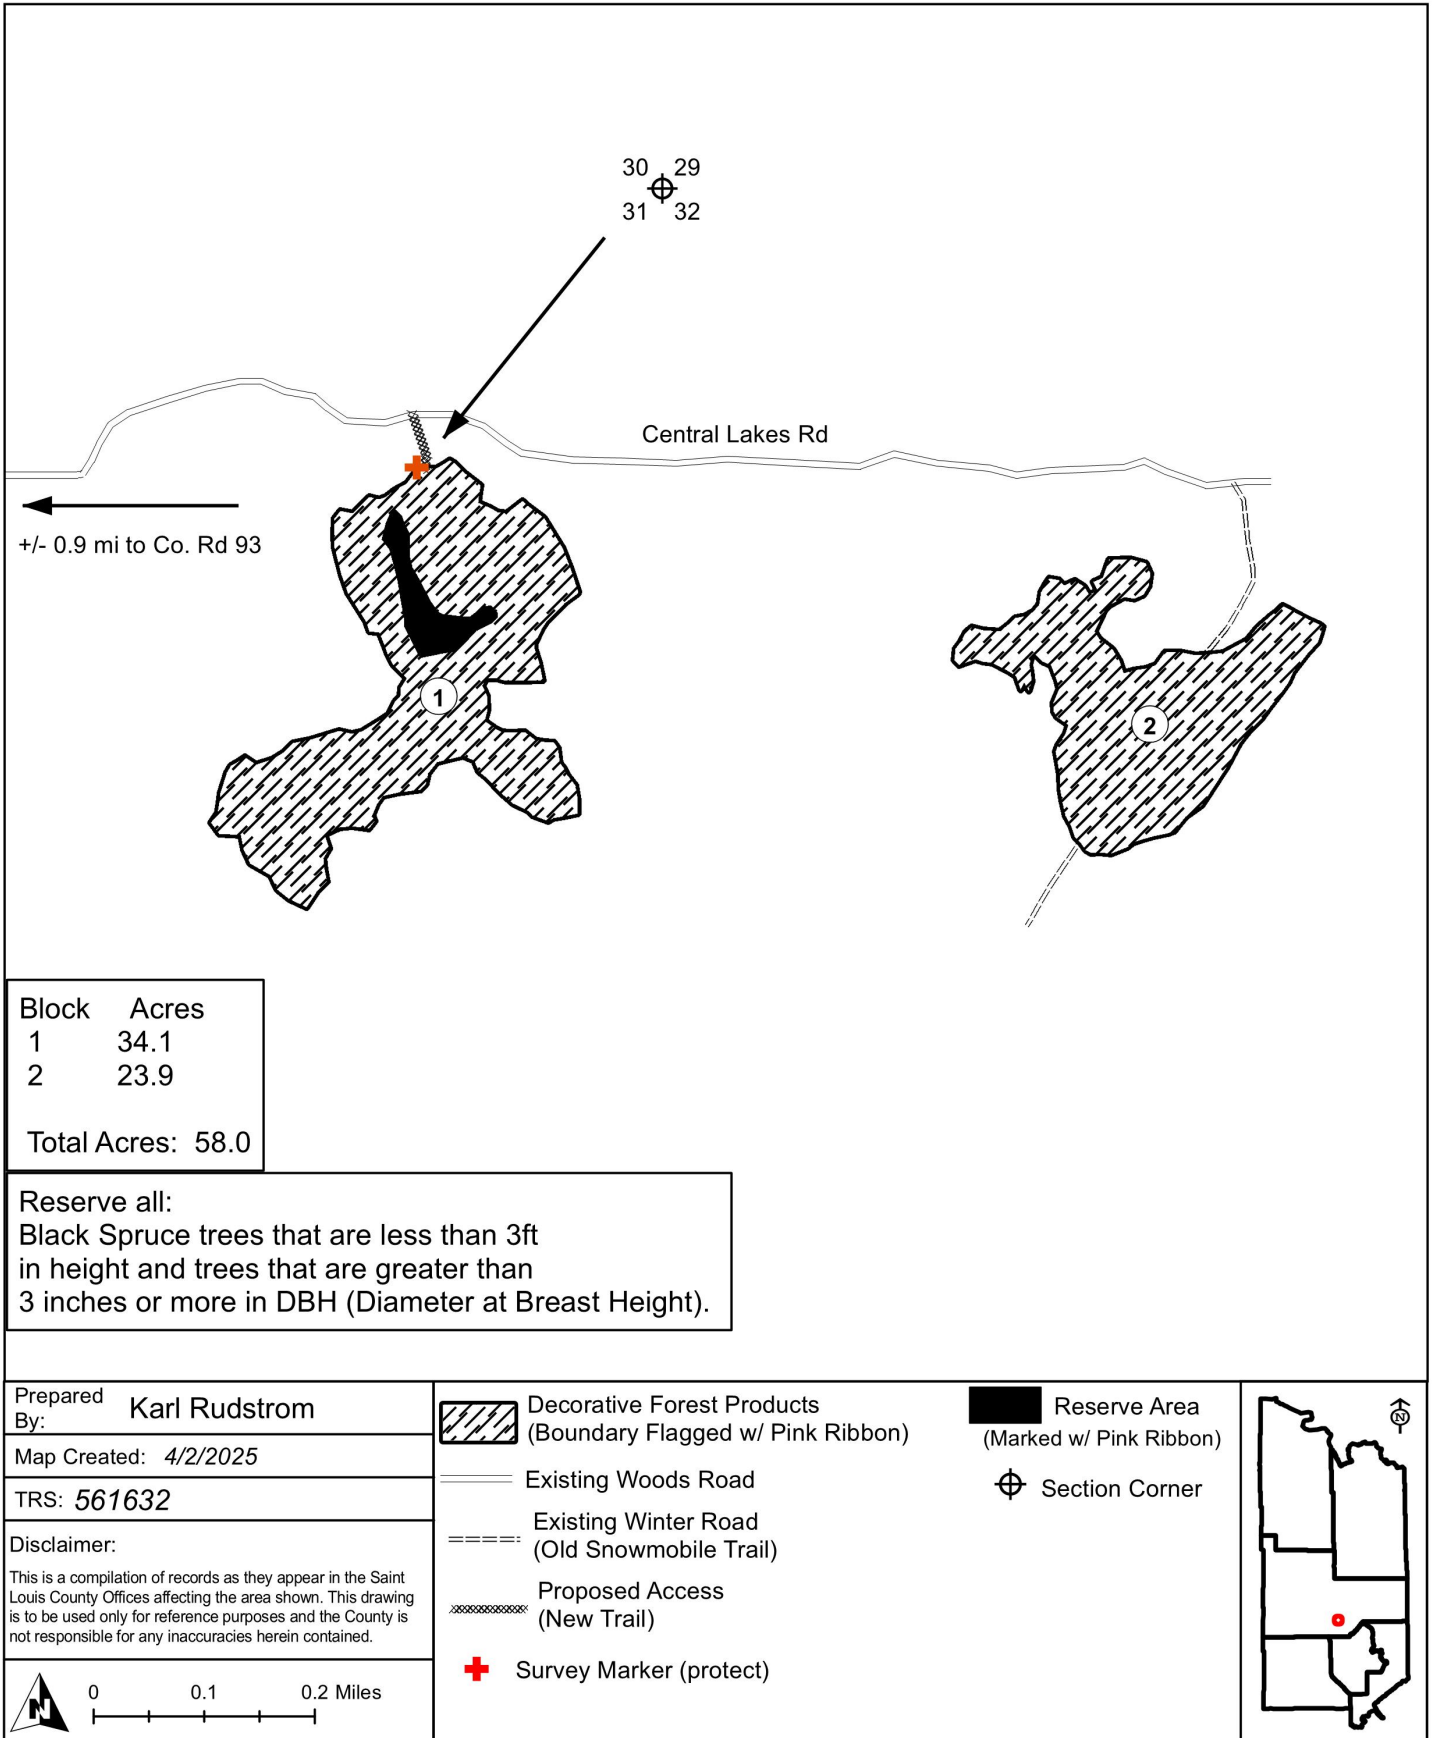 30 29
31 32
Central Lakes Rd
+/- 0.9 mi to Co. Rd 93
1
2
Block Acres
1 34.1
2 23.9
Total Acres: 58.0
Reserve all:
Black Spruce trees that are less than 3ft
in height and trees that are greater than
3 inches or more in DBH (Diameter at Breast Height).
Prepared
By: Karl Rudstrom
Map Created: 4/2/2025
TRS: 561632
Disclaimer:
This is a compilation of records as they appear in the Saint
Louis County Offices affecting the area shown. This drawing
is to be used only for reference purposes and the County is
not responsible for any inaccuracies herein contained.
N
0 0.1 0.2 Miles
Decorative Forest Products
(Boundary Flagged w/ Pink Ribbon)
Existing Woods Road
Existing Winter Road
(Old Snowmobile Trail)
Proposed Access
(New Trail)
Survey Marker (protect)
Reserve Area
(Marked w/ Pink Ribbon)
Section Corner
N